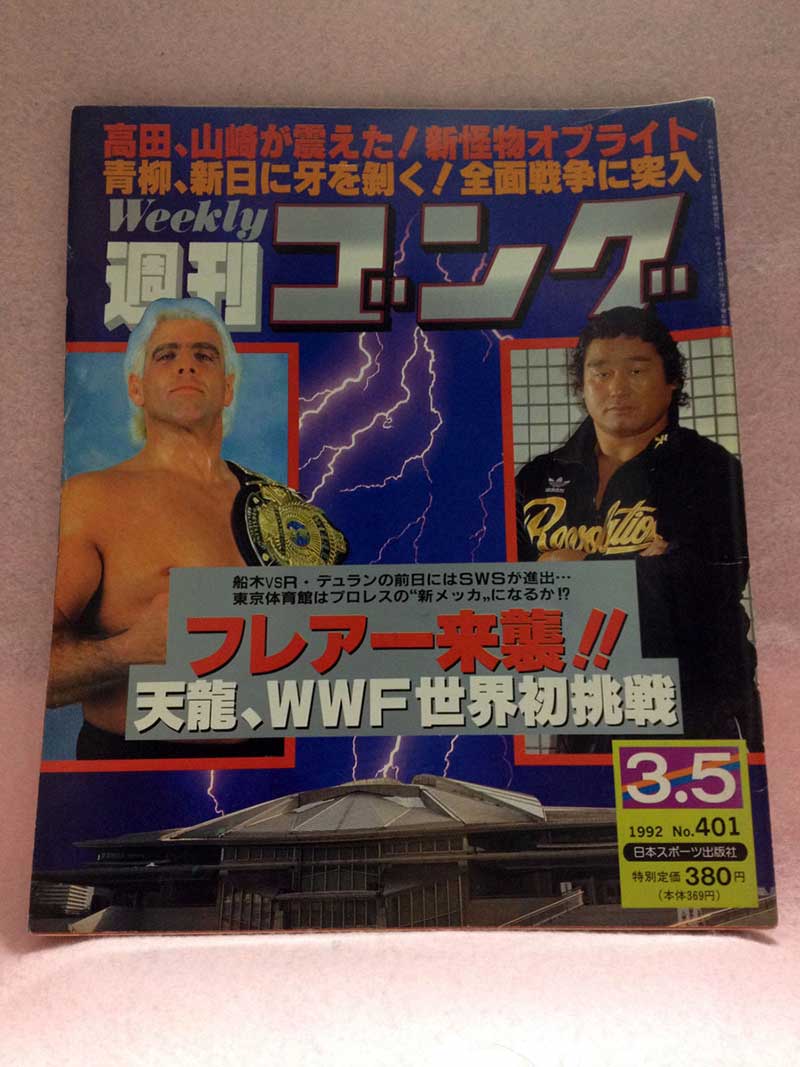 高田、山崎が震えた!新怪物オブライト
青柳、新日に牙を剝く!全面戦争に突入
Weekly
週刊ゴング
Revolution
船木VSR・デュランの前日にはSWSが進出…
東京体育館はプロレスの“新メッカ„になるか!?
フレアー来襲!!
天龍、WWF世界初挑戦
3.5
1992 No.401
日本スポーツ出版社
特別定価380円
(本体369円)